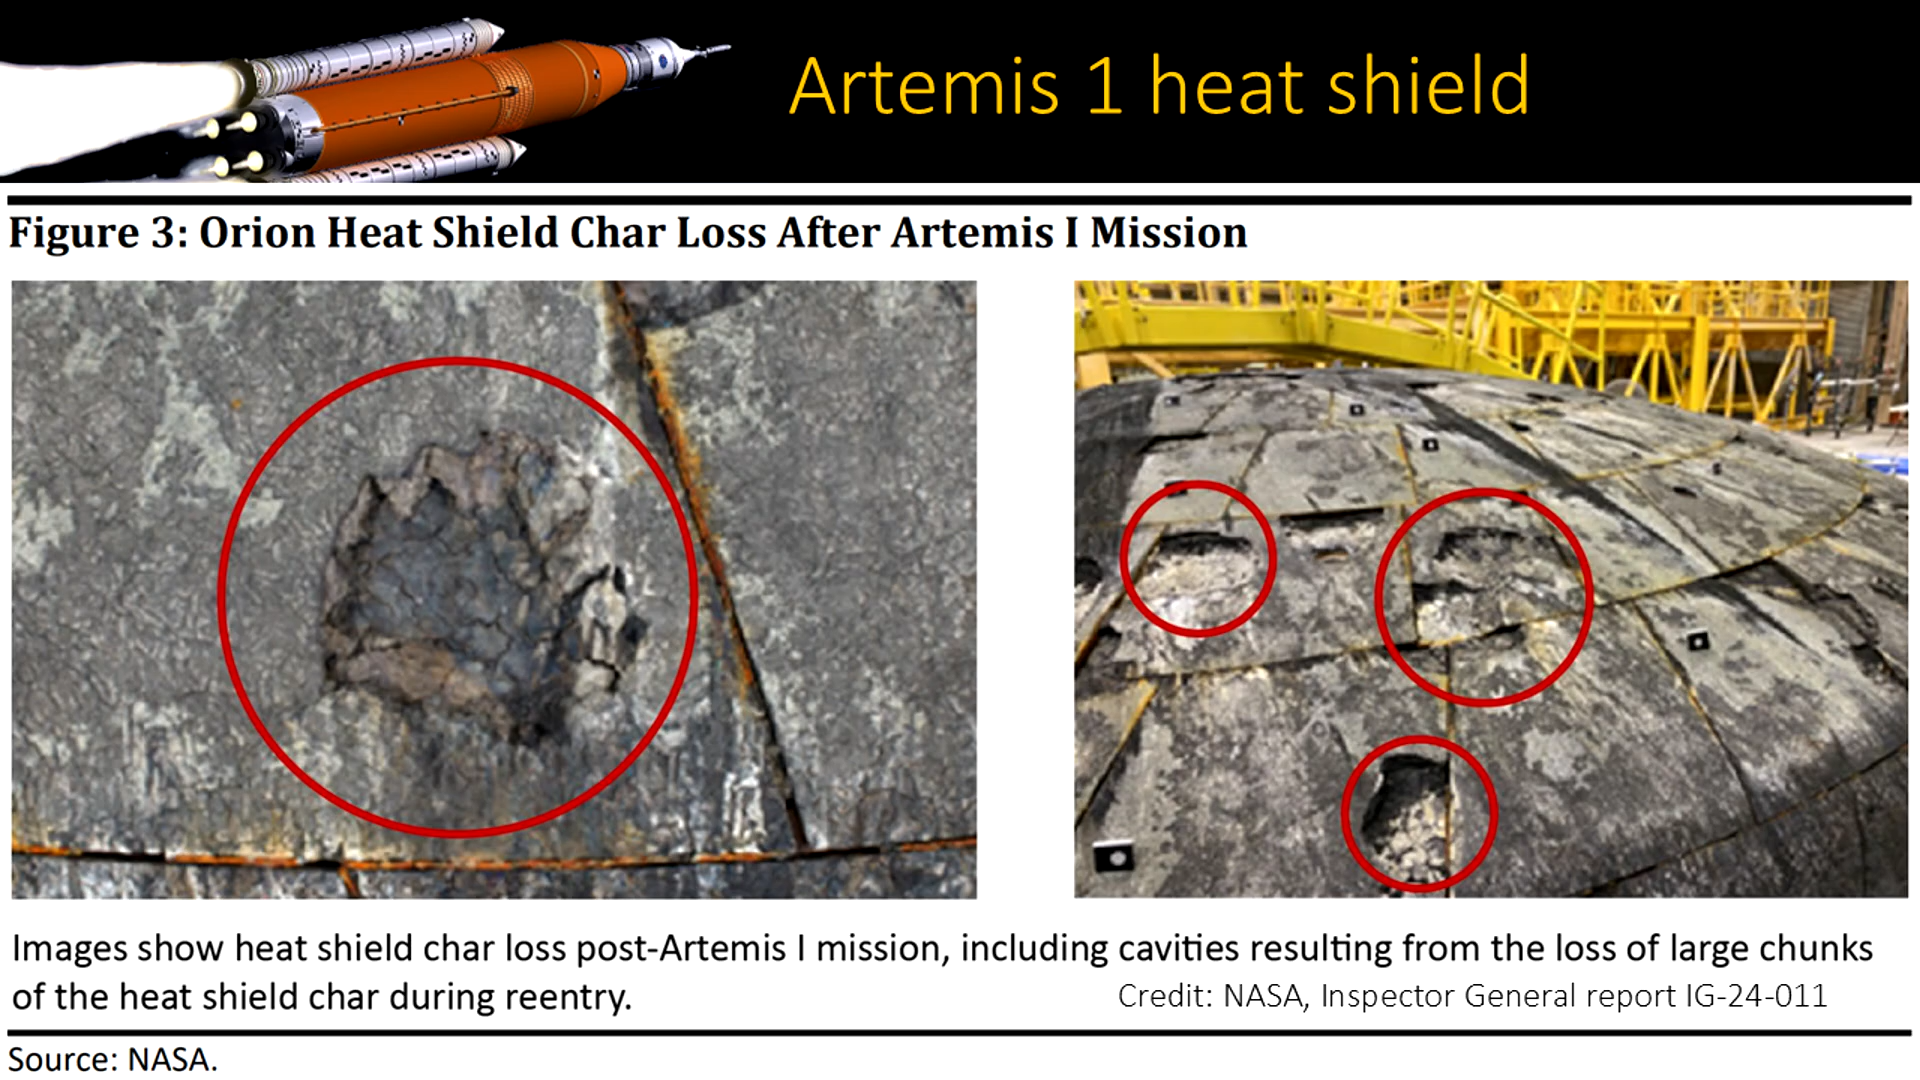 Artemis 1 heat shield
Figure 3: Orion Heat Shield Char Loss After Artemis I Mission
Images show heat shield char loss post-Artemis I mission, including cavities resulting from the loss of large chunks
of the heat shield char during reentry.
Credit: NASA, Inspector General report IG-24-011
Source: NASA.